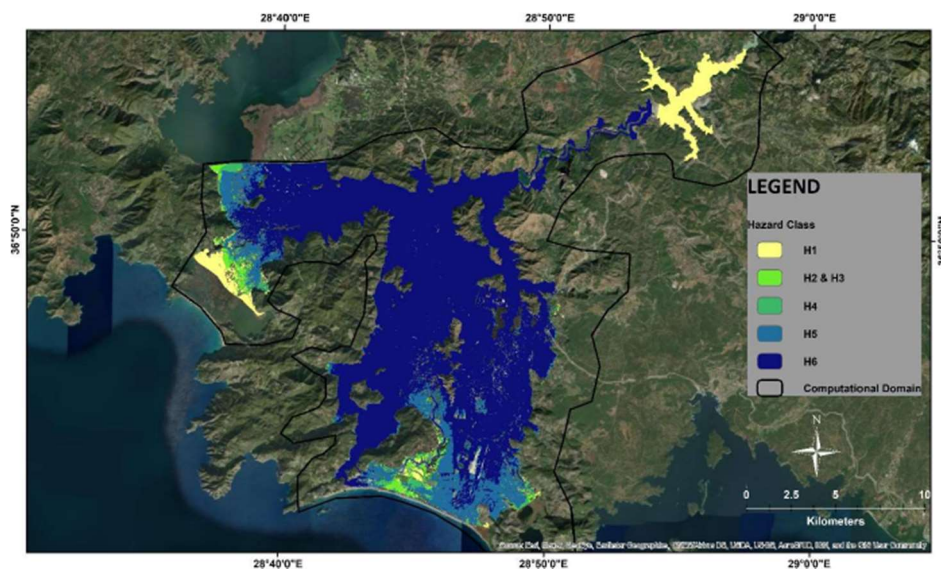 28°40'0"E
28°50'0"E
29°0'0"E
36°50'0"N
LEGEND
Hazard Class
H1
H2 & H3
H4
H5
H6
Computational Domain
N
0 2.5 5 10
Kilometers
28°40'0"E
28°50'0"E
29°0'0"E